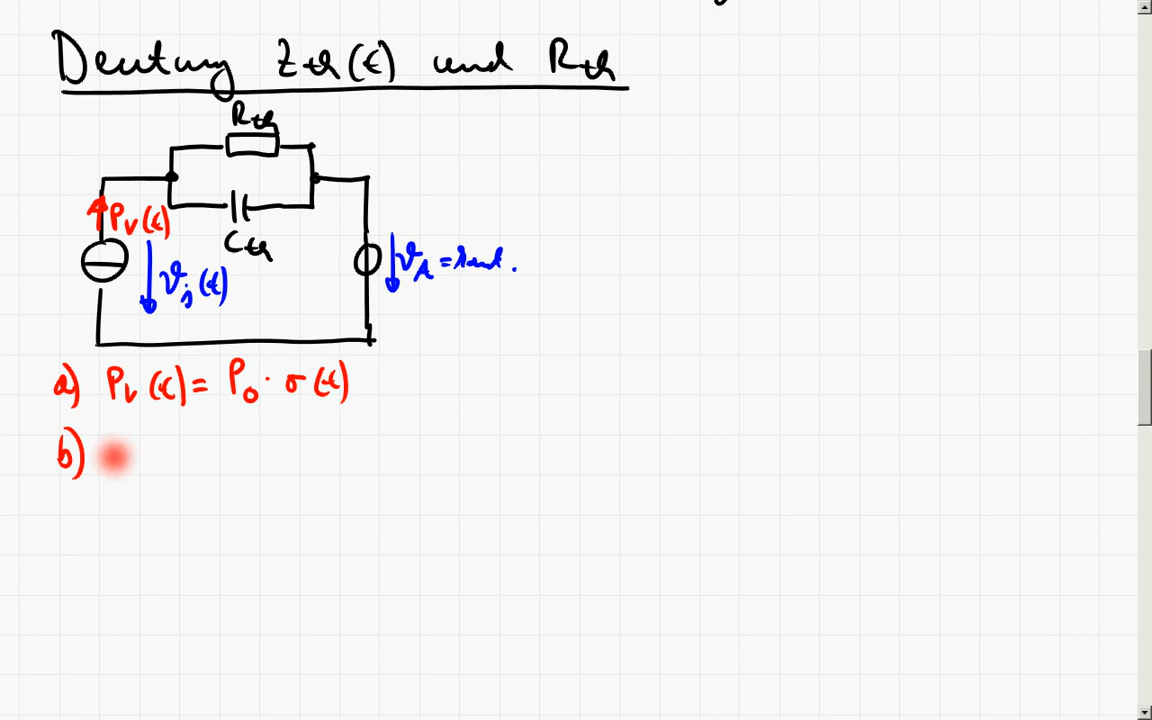 Deutung Zth(t) und Rth
Rth
Pv(t)
Cth
ϑj(t)
ϑA = konst.
a) Pv(t) = P0 · σ(t)
b)